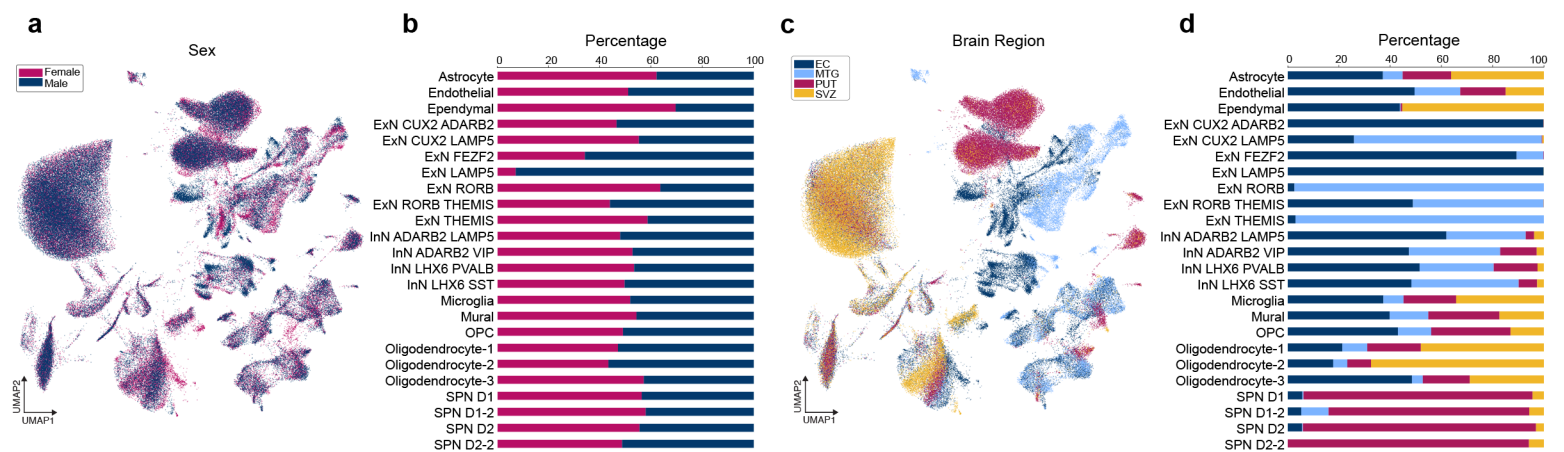 a
Sex
Female
Male
UMAP2
UMAP1
b
Percentage
0 20 40 60 80 100
Astrocyte
Endothelial
Ependymal
ExN CUX2 ADARB2
ExN CUX2 LAMP5
ExN FEZF2
ExN LAMP5
ExN RORB
ExN RORB THEMIS
ExN THEMIS
InN ADARB2 LAMP5
InN ADARB2 VIP
InN LHX6 PVALB
InN LHX6 SST
Microglia
Mural
OPC
Oligodendrocyte-1
Oligodendrocyte-2
Oligodendrocyte-3
SPN D1
SPN D1-2
SPN D2
SPN D2-2
c
Brain Region
EC
MTG
PUT
SVZ
UMAP2
UMAP1
d
Percentage
0 20 40 60 80 100
Astrocyte
Endothelial
Ependymal
ExN CUX2 ADARB2
ExN CUX2 LAMP5
ExN FEZF2
ExN LAMP5
ExN RORB
ExN RORB THEMIS
ExN THEMIS
InN ADARB2 LAMP5
InN ADARB2 VIP
InN LHX6 PVALB
InN LHX6 SST
Microglia
Mural
OPC
Oligodendrocyte-1
Oligodendrocyte-2
Oligodendrocyte-3
SPN D1
SPN D1-2
SPN D2
SPN D2-2